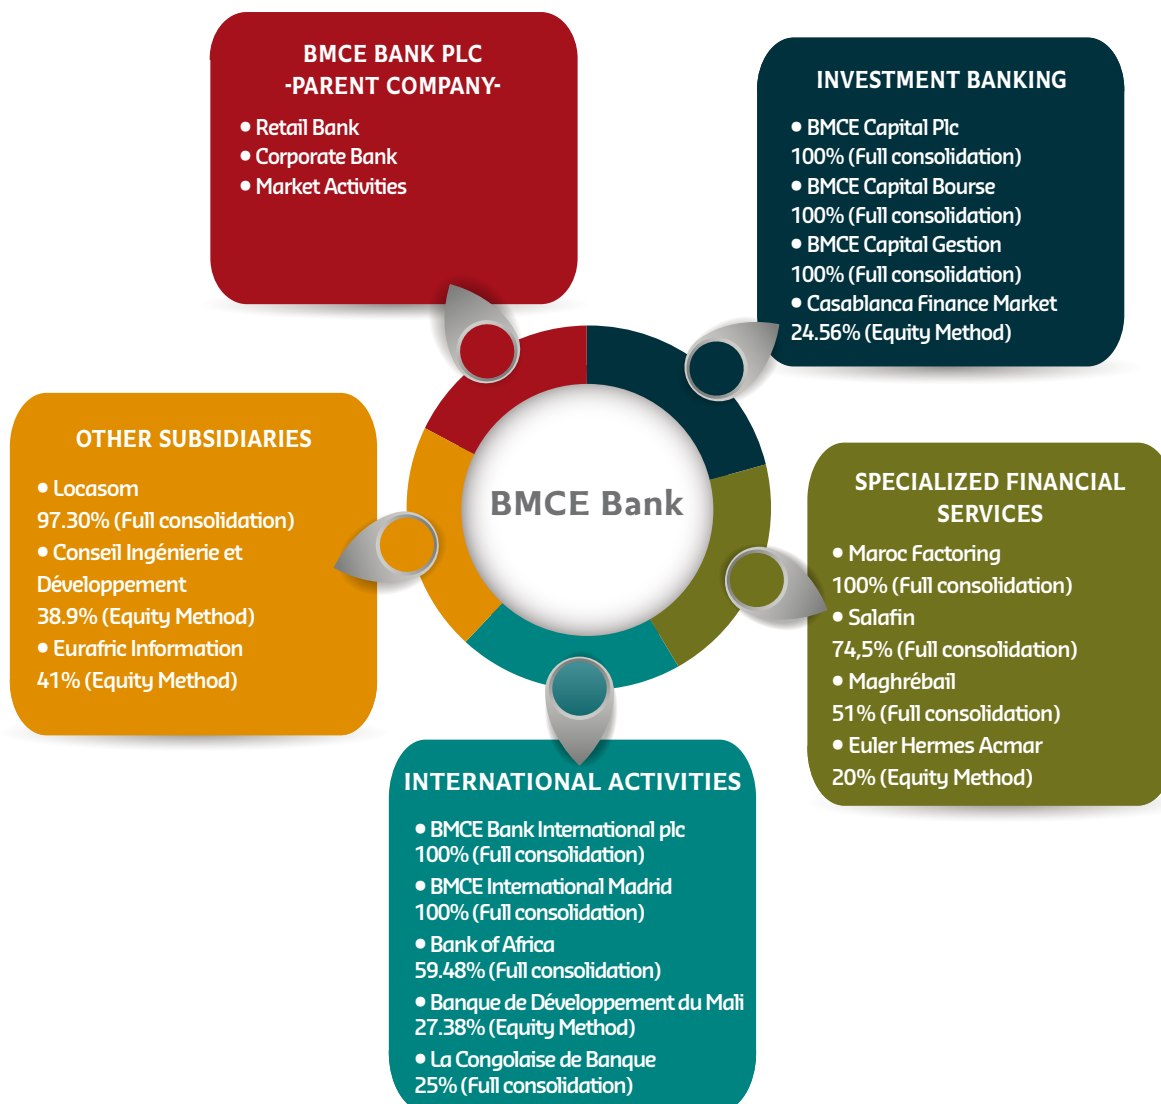 BMCE BANK PLC
-PARENT COMPANY-
• Retail Bank
• Corporate Bank
• Market Activities
INVESTMENT BANKING
• BMCE Capital Plc
100% (Full consolidation)
• BMCE Capital Bourse
100% (Full consolidation)
• BMCE Capital Gestion
100% (Full consolidation)
• Casablanca Finance Market
24.56% (Equity Method)
OTHER SUBSIDIARIES
• Locasom
97.30% (Full consolidation)
• Conseil Ingénierie et
Développement
38.9% (Equity Method)
• Eurafric Information
41% (Equity Method)
BMCE Bank
SPECIALIZED FINANCIAL
SERVICES
• Maroc Factoring
100% (Full consolidation)
• Salafin
74,5% (Full consolidation)
• Maghrébail
51% (Full consolidation)
• Euler Hermes Acmar
20% (Equity Method)
INTERNATIONAL ACTIVITIES
• BMCE Bank International plc
100% (Full consolidation)
• BMCE International Madrid
100% (Full consolidation)
• Bank of Africa
59.48% (Full consolidation)
• Banque de Développement du Mali
27.38% (Equity Method)
• La Congolaise de Banque
25% (Full consolidation)